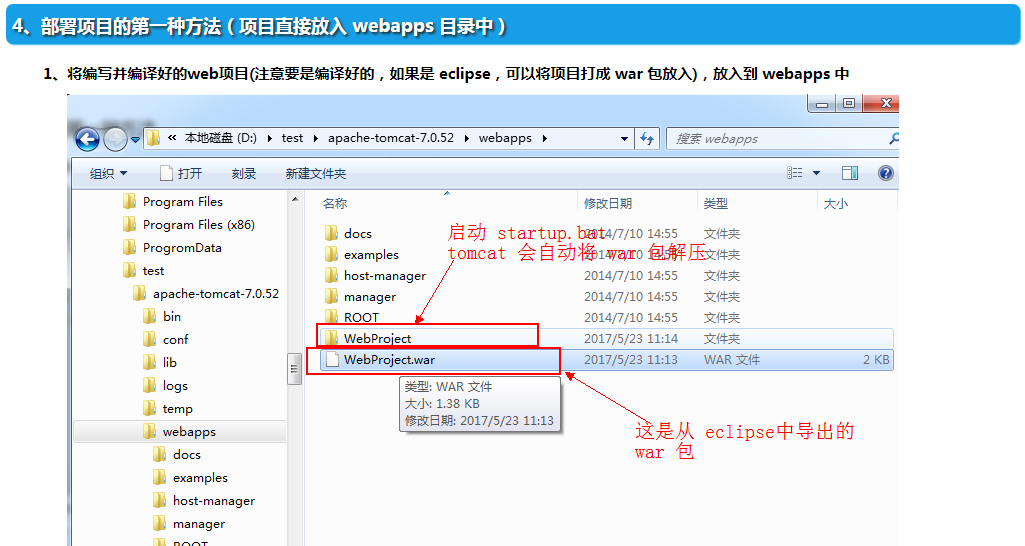 4、部署项目的第一种方法（项目直接放入 webapps 目录中）
1、将编写并编译好的web项目(注意要是编译好的，如果是 eclipse，可以将项目打成 war 包放入)，放入到 webapps 中
« 本地磁盘 (D:) test apache-tomcat-7.0.52 webapps 搜索 webapps
组织 打开 刻录 新建文件夹
Program Files
Program Files (x86)
ProgromData
test
apache-tomcat-7.0.52
bin
conf
lib
logs
temp
webapps
docs
examples
host-manager
manager
ROOT
名称 修改日期 类型 大小
docs 2014/7/10 14:55 文件夹
examples 2014/7/10 14:55 文件夹
host-manager 2014/7/10 14:55 文件夹
manager 2014/7/10 14:55 文件夹
ROOT 2014/7/10 14:55 文件夹
WebProject 2017/5/23 11:14 文件夹
WebProject.war 2017/5/23 11:13 WAR 文件 2 KB
启动 startup.bat
tomcat 会自动将 war 包解压
类型: WAR 文件
大小: 1.38 KB
修改日期: 2017/5/23 11:13
这是从 eclipse中导出的
war 包